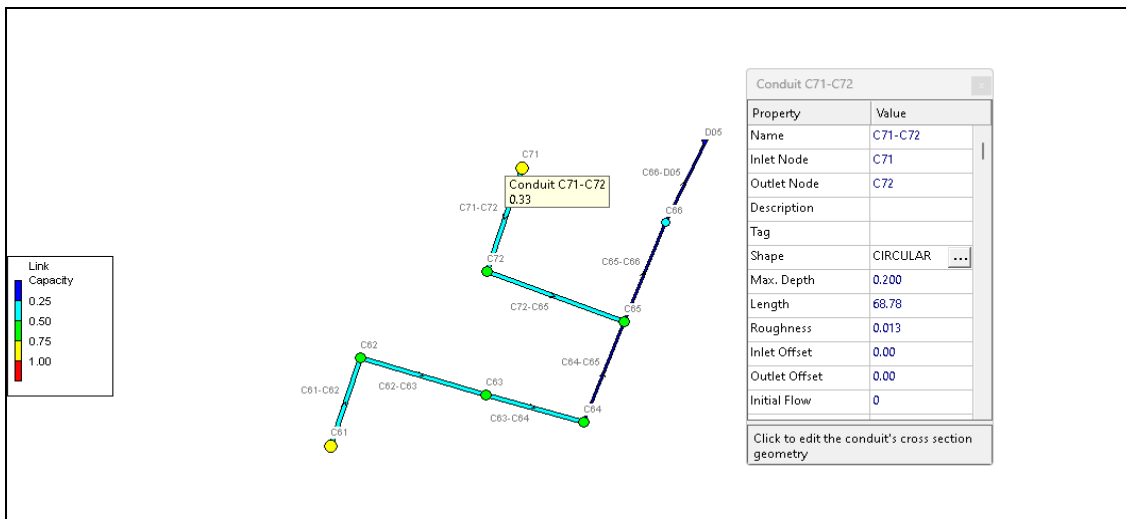 Conduit C71-C72
x
Property Value
Name C71-C72
Inlet Node C71
Outlet Node C72
Description
Tag
Shape CIRCULAR ...
Max. Depth 0.200
Length 68.78
Roughness 0.013
Inlet Offset 0.00
Outlet Offset 0.00
Initial Flow 0
Click to edit the conduit's cross section
geometry
D05
C71
C66-D05
Conduit C71-C72
0.33
C71-C72
C66
C72
C65-C66
C72-C65
C65
C64-C65
C62
C61-C62
C62-C63
C63
C63-C64
C64
C61
Link
Capacity
0.25
0.50
0.75
1.00